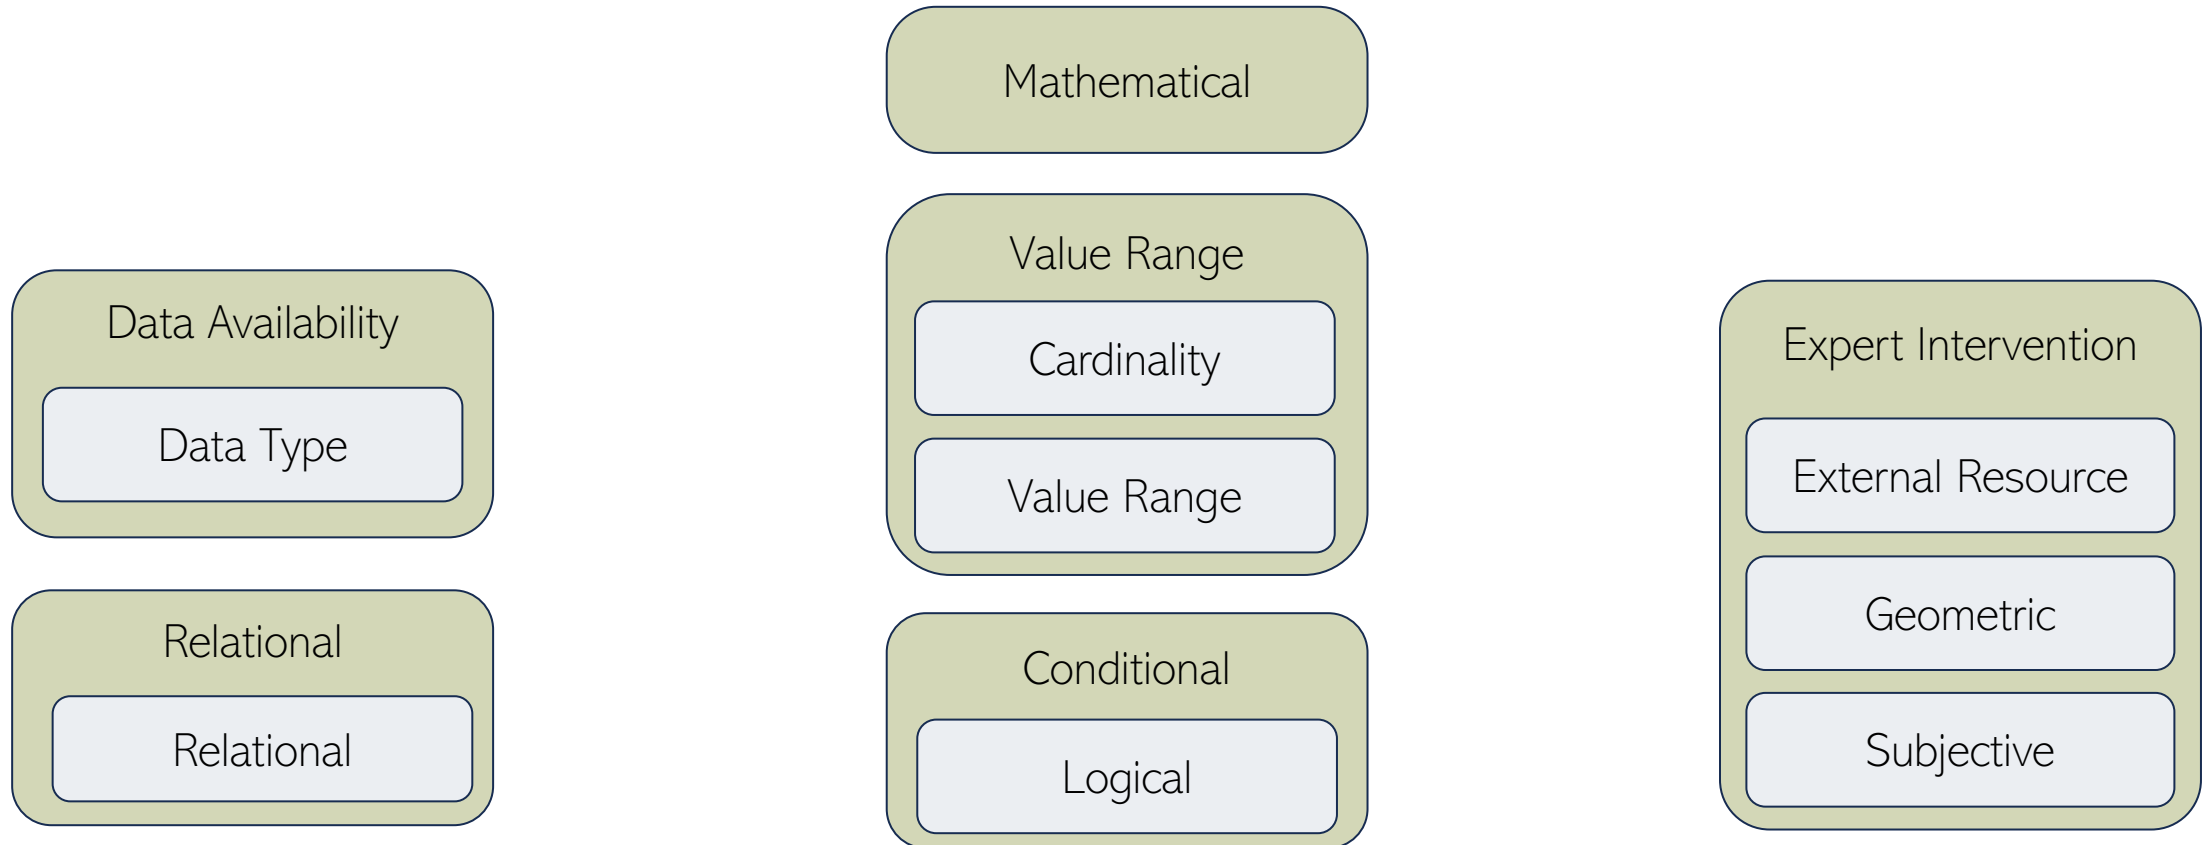 Data Availability
Data Type
Relational
Relational
Mathematical
Value Range
Cardinality
Value Range
Conditional
Logical
Expert Intervention
External Resource
Geometric
Subjective